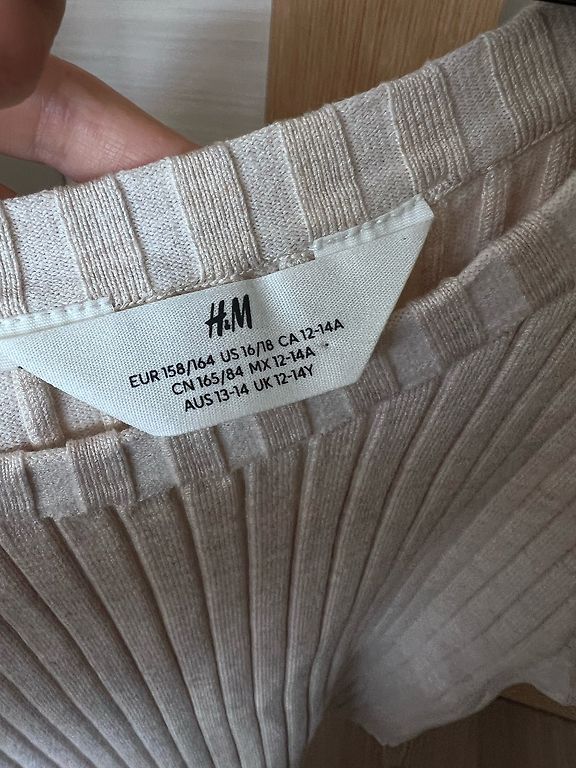 H&M
EUR 158/164 US 16/18 CA 12-14A
CN 165/84 MX 12-14A
AUS 13-14 UK 12-14Y